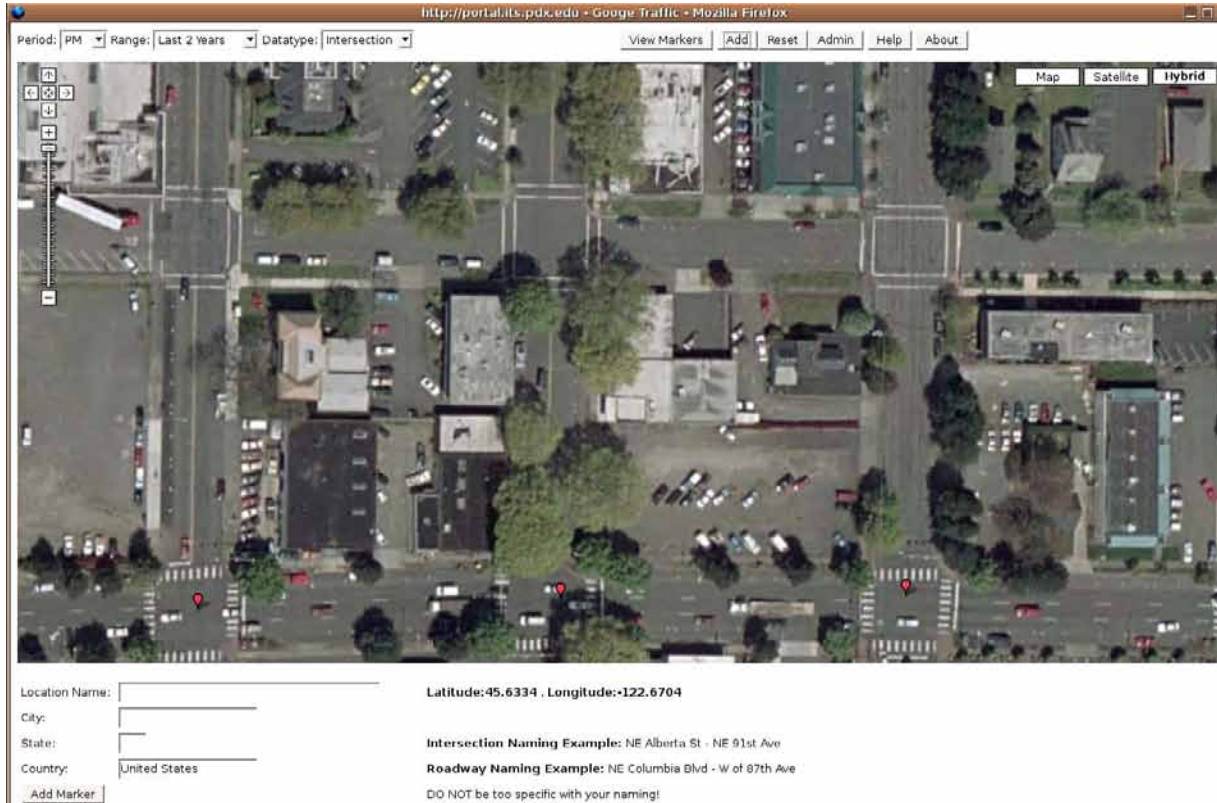 http://portal.its.pdx.edu - Googe Traffic - Mozilla Firefox
Period: PM Range: Last 2 Years Datatype: Intersection View Markers Add Reset Admin Help About
Map Satellite Hybrid
Location Name: Latitude:45.6334 , Longitude:-122.6704
City:
State: Intersection Naming Example: NE Alberta St - NE 91st Ave
Country: United States Roadway Naming Example: NE Columbia Blvd - W of 87th Ave
Add Marker DO NOT be too specific with your naming!